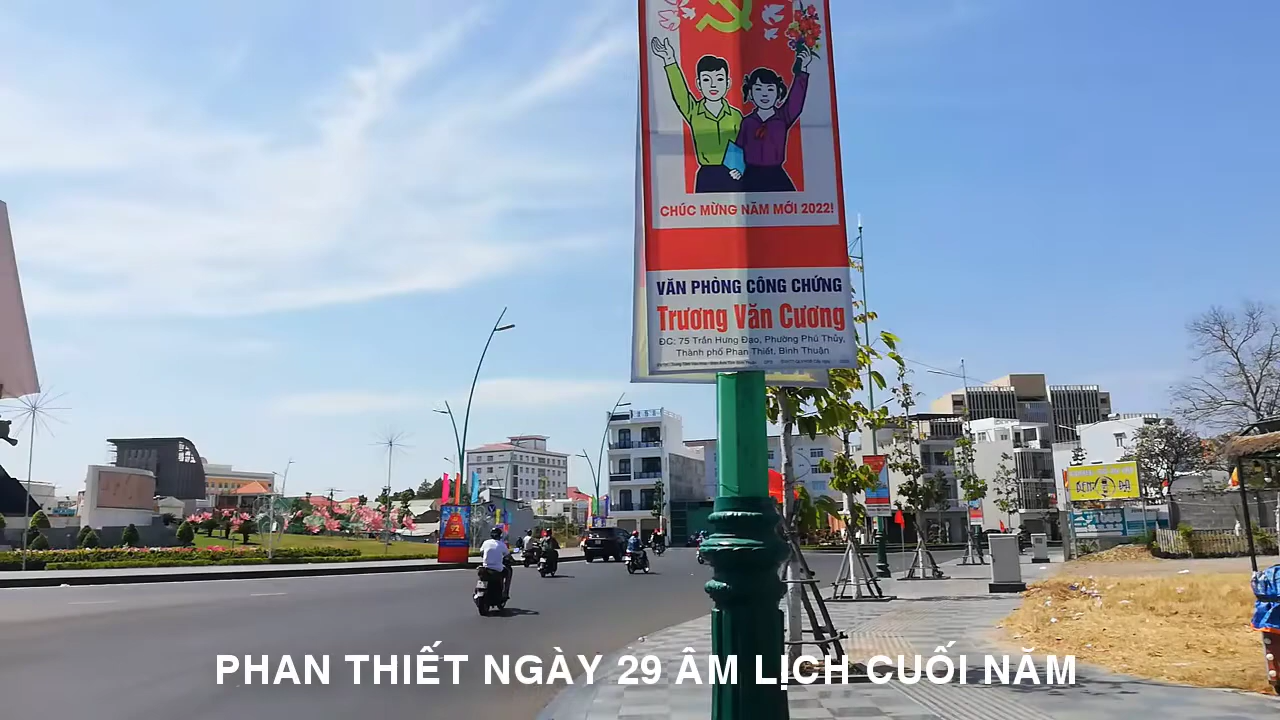 CHÚC MỪNG NĂM MỚI 2022!
VĂN PHÒNG CÔNG CHỨNG
Trương Văn Cương
ĐC: 75 Trần Hưng Đạo, Phường Phú Thủy,
Thành phố Phan Thiết, Bình Thuận
PHAN THIẾT NGÀY 29 ÂM LỊCH CUỐI NĂM